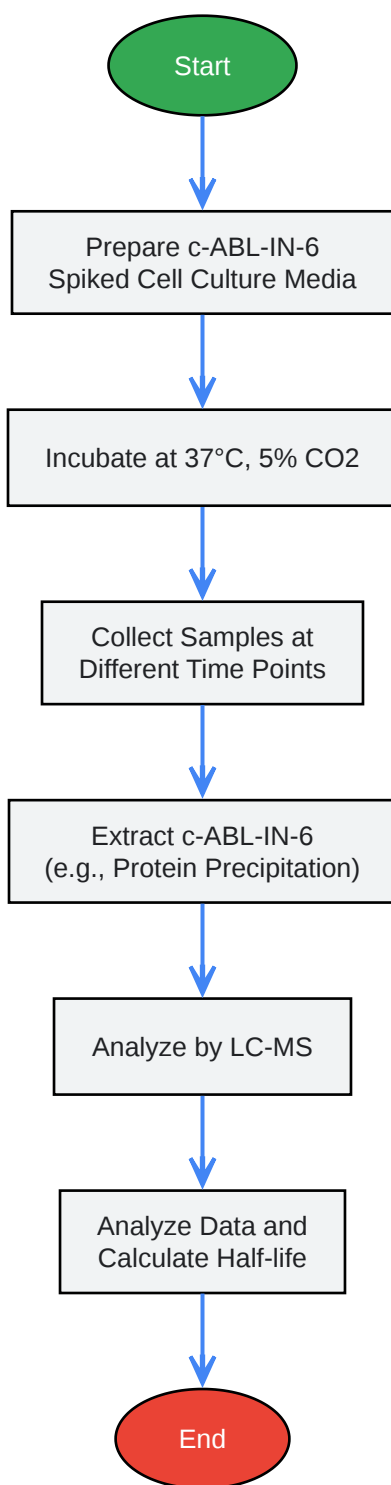 Start
Prepare c-ABL-IN-6
Spiked Cell Culture Media
Incubate at 37°C, 5% CO2
Collect Samples at
Different Time Points
Extract c-ABL-IN-6
(e.g., Protein Precipitation)
Analyze by LC-MS
Analyze Data and
Calculate Half-life
End